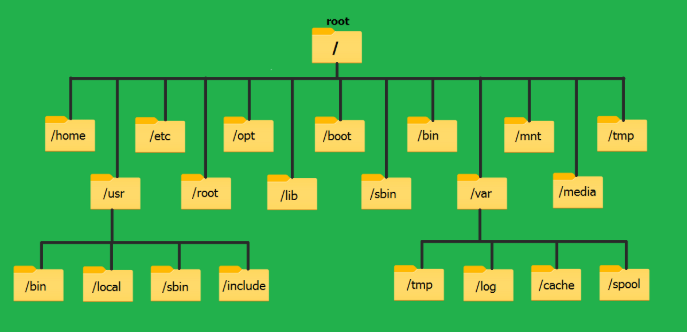 root
/
/home
/etc
/opt
/boot
/bin
/mnt
/tmp
/usr
/root
/lib
/sbin
/var
/media
/bin
/local
/sbin
/include
/tmp
/log
/cache
/spool